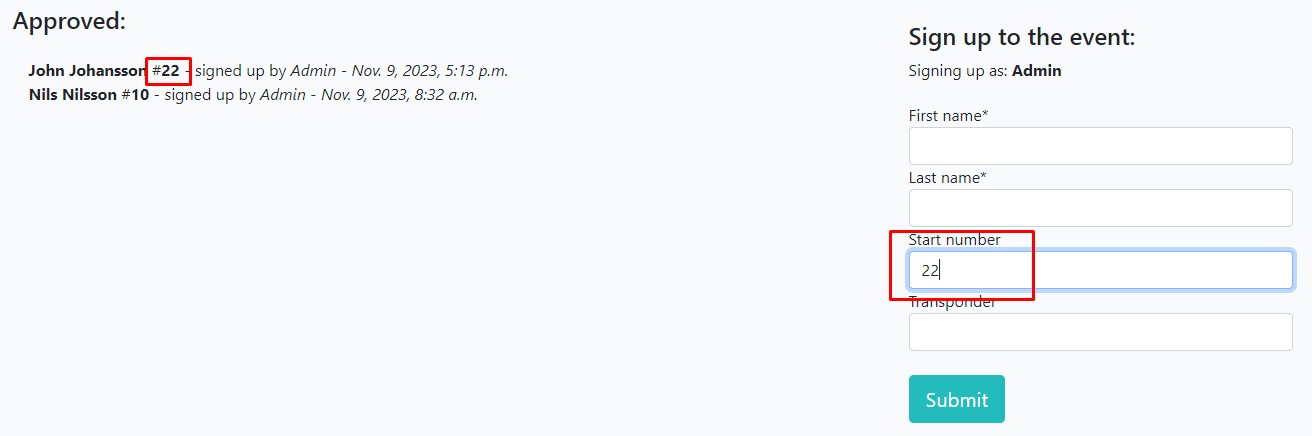 Approved:
John Johansson #22 - signed up by Admin - Nov. 9, 2023, 5:13 p.m.
Nils Nilsson #10 - signed up by Admin - Nov. 9, 2023, 8:32 a.m.
Sign up to the event:
Signing up as: Admin
First name*
Last name*
Start number
22
Transponder
Submit